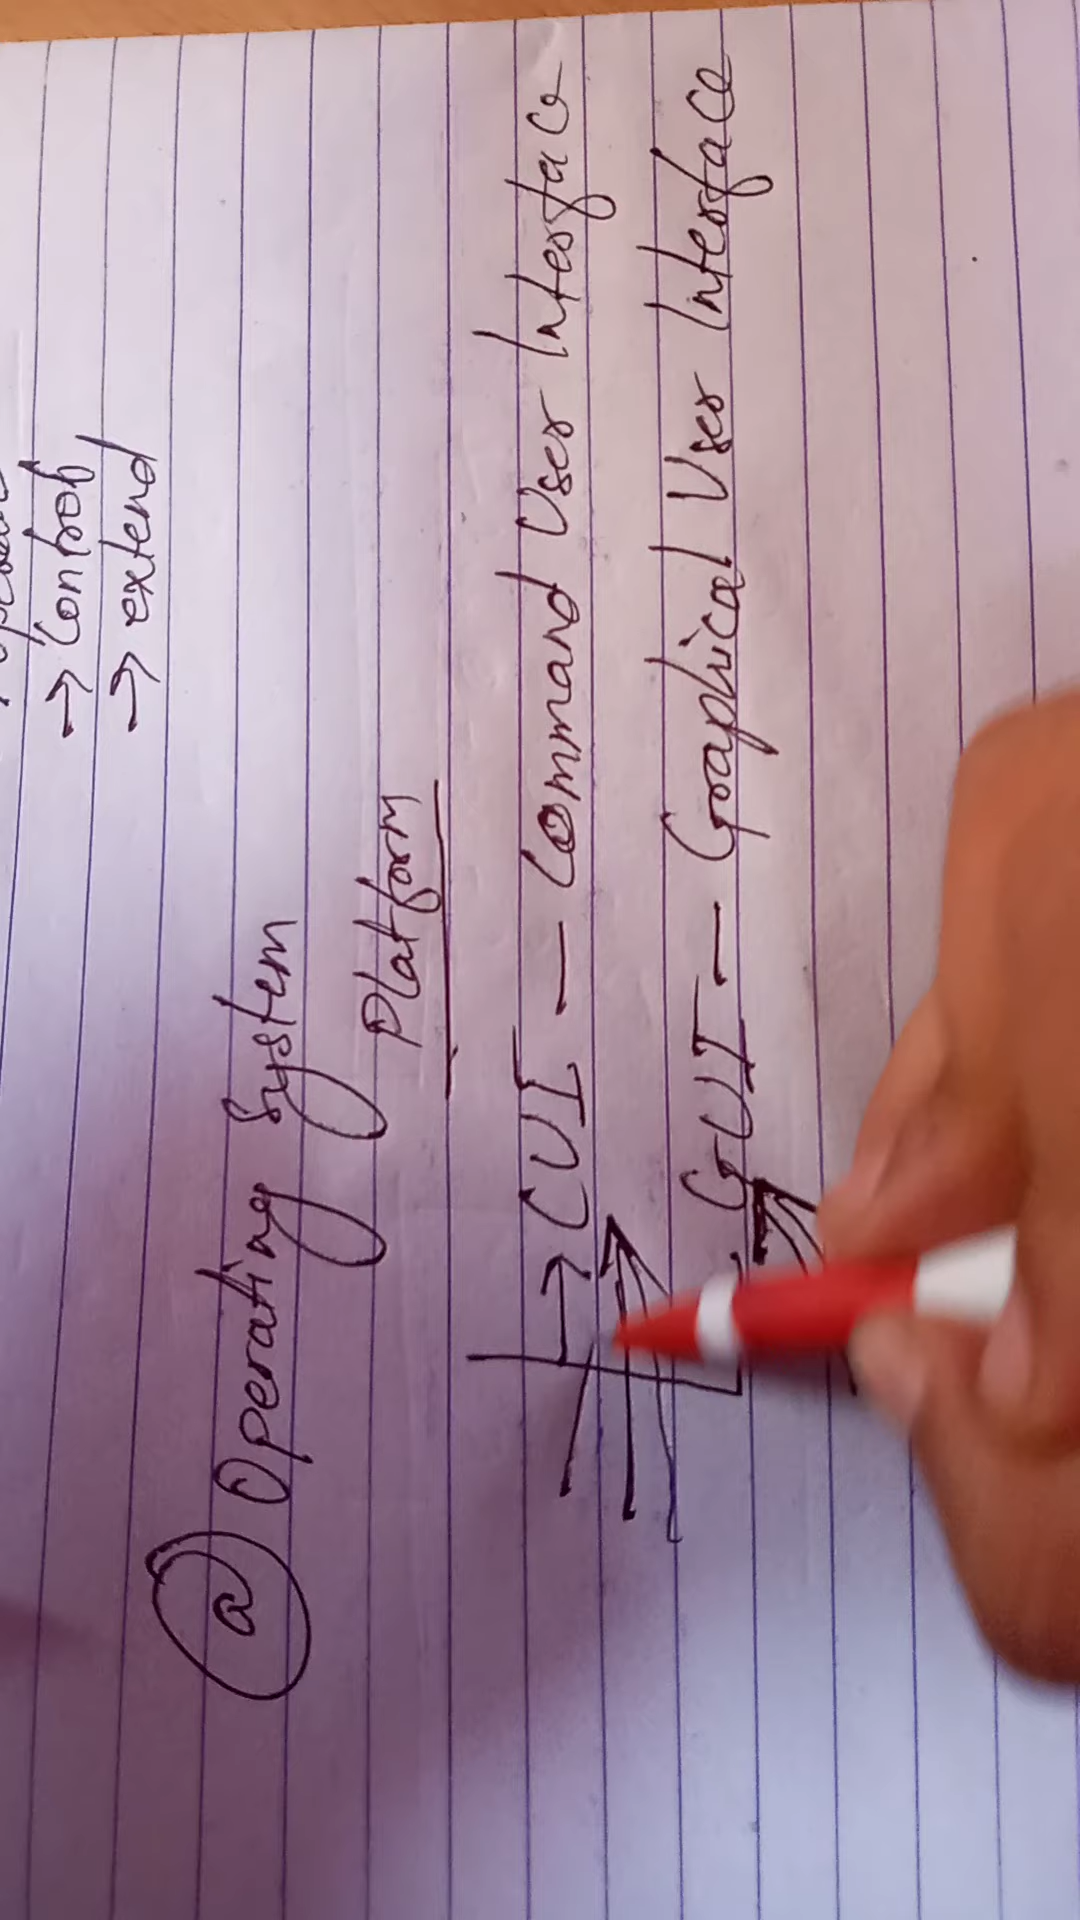 → Control
→ extend
a Operating System
Platform
→ CUI - Command User Interface
GUI - Graphical User Interface